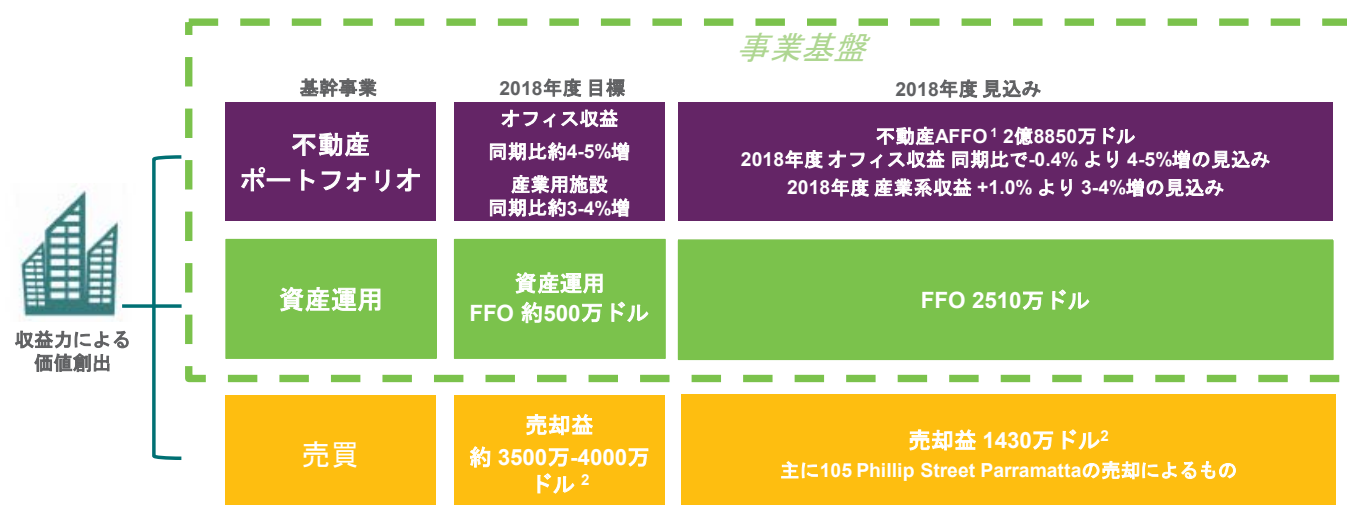 事業基盤
基幹事業
2018年度 目標
2018年度 見込み
不動産
ポートフォリオ
オフィス収益
同期比約4-5%増
産業用施設
同期比約3-4%増
不動産AFFO¹ 2億8850万ドル
2018年度 オフィス収益 同期比で-0.4% より 4-5%増の見込み
2018年度 産業系収益 +1.0% より 3-4%増の見込み
収益力による
価値創出
資産運用
資産運用
FFO 約500万ドル
FFO 2510万ドル
売買
売却益
約 3500万-4000万
ドル ²
売却益 1430万ドル²
主に105 Phillip Street Parramattaの売却によるもの